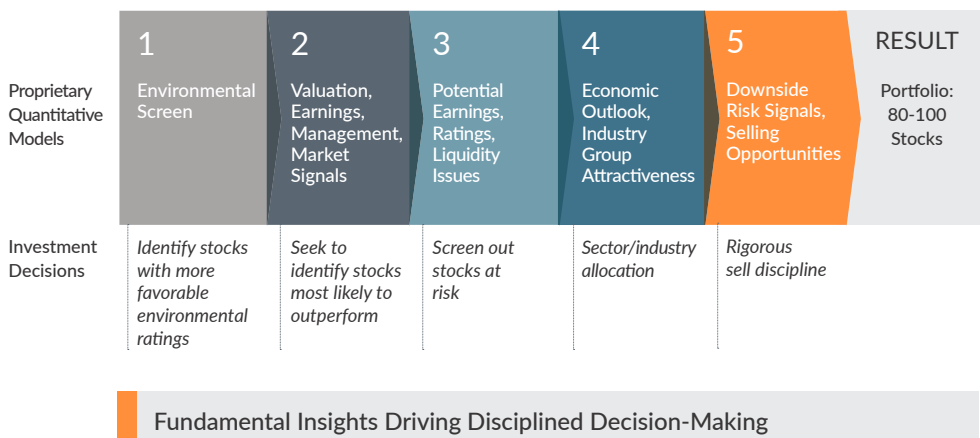 1
Environmental
Screen
2
Valuation,
Earnings,
Management,
Market
Signals
3
Potential
Earnings,
Ratings,
Liquidity
Issues
4
Economic
Outlook,
Industry
Group
Attractiveness
5
Downside
Risk Signals,
Selling
Opportunities
RESULT
Portfolio:
80-100
Stocks
Proprietary
Quantitative
Models
Investment
Decisions
Identify stocks
with more
favorable
environmental
ratings
Seek to
identify stocks
most likely to
outperform
Screen out
stocks at
risk
Sector/industry
allocation
Rigorous
sell discipline
Fundamental Insights Driving Disciplined Decision-Making